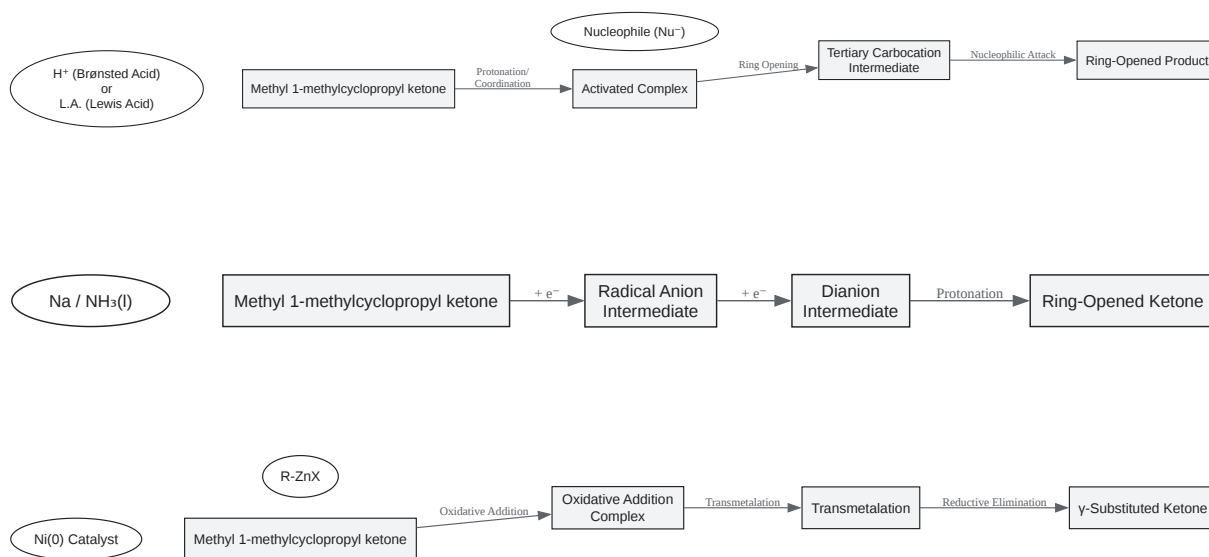 Nucleophile (Nu⁻)
H⁺ (Brønsted Acid)
or
L.A. (Lewis Acid)
Methyl 1-methylcyclopropyl ketone
Protonation/
Coordination
Activated Complex
Ring Opening
Tertiary Carbocation
Intermediate
Nucleophilic Attack
Ring-Opened Product
Na / NH₃(l)
Methyl 1-methylcyclopropyl ketone
+ e⁻
Radical Anion
Intermediate
+ e⁻
Dianion
Intermediate
Protonation
Ring-Opened Ketone
R-ZnX
Ni(0) Catalyst
Methyl 1-methylcyclopropyl ketone
Oxidative Addition
Oxidative Addition
Complex
Transmetalation
Transmetalation
Reductive Elimination
γ-Substituted Ketone